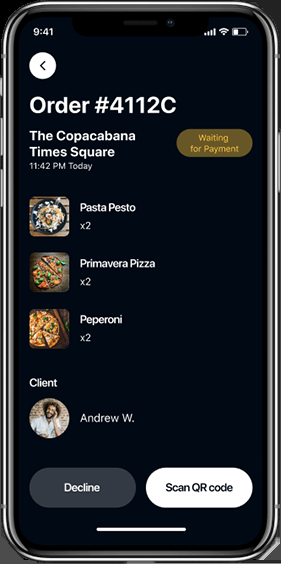 9:41
Order #4112C
The Copacabana
Times Square
11:42 PM Today
Waiting
for Payment
Pasta Pesto
x2
Primavera Pizza
x2
Peperoni
x2
Client
Andrew W.
Decline
Scan QR code